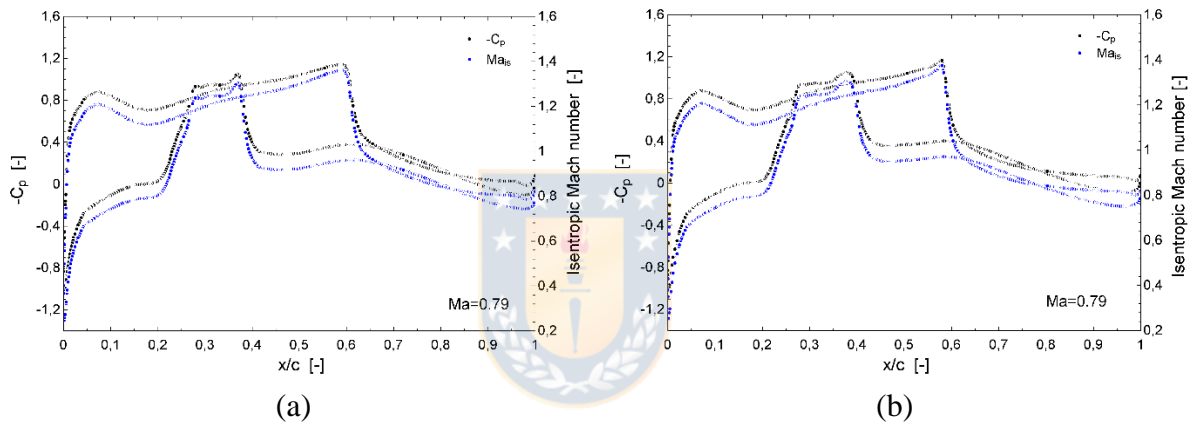 1,6
1,2
0,8
0,4
0
-0,4
-0,8
-1,2
-Cₚ [-]
0 0,1 0,2 0,3 0,4 0,5 0,6 0,7 0,8 0,9 1
x/c [-]
1,6
1,4
1,2
1
0,8
0,6
0,4
0,2
Isentropic Mach number [-]
-Cₚ
Maᵢₛ
Ma=0.79
(a)
1,6
1,2
0,8
0,4
0
-0,4
-0,8
-1,2
-Cₚ [-]
0 0,1 0,2 0,3 0,4 0,5 0,6 0,7 0,8 0,9 1
x/c [-]
1,6
1,4
1,2
1
0,8
0,6
0,4
0,2
Isentropic Mach number [-]
-Cₚ
Maᵢₛ
Ma=0.79
(b)